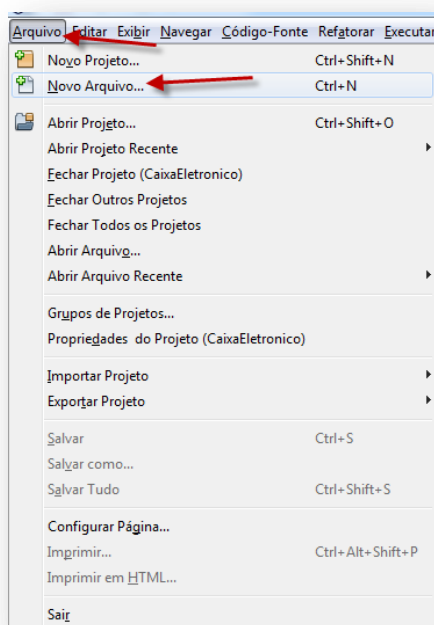 Arquivo Editar Exibir Navegar Código-Fonte Refatorar Executar
Novo Projeto... Ctrl+Shift+N
Novo Arquivo... Ctrl+N
Abrir Projeto... Ctrl+Shift+O
Abrir Projeto Recente
Fechar Projeto (CaixaEletronico)
Fechar Outros Projetos
Fechar Todos os Projetos
Abrir Arquivo...
Abrir Arquivo Recente
Grupos de Projetos...
Propriedades do Projeto (CaixaEletronico)
Importar Projeto
Exportar Projeto
Salvar Ctrl+S
Salvar como...
Salvar Tudo Ctrl+Shift+S
Configurar Página...
Imprimir... Ctrl+Alt+Shift+P
Imprimir em HTML...
Sair